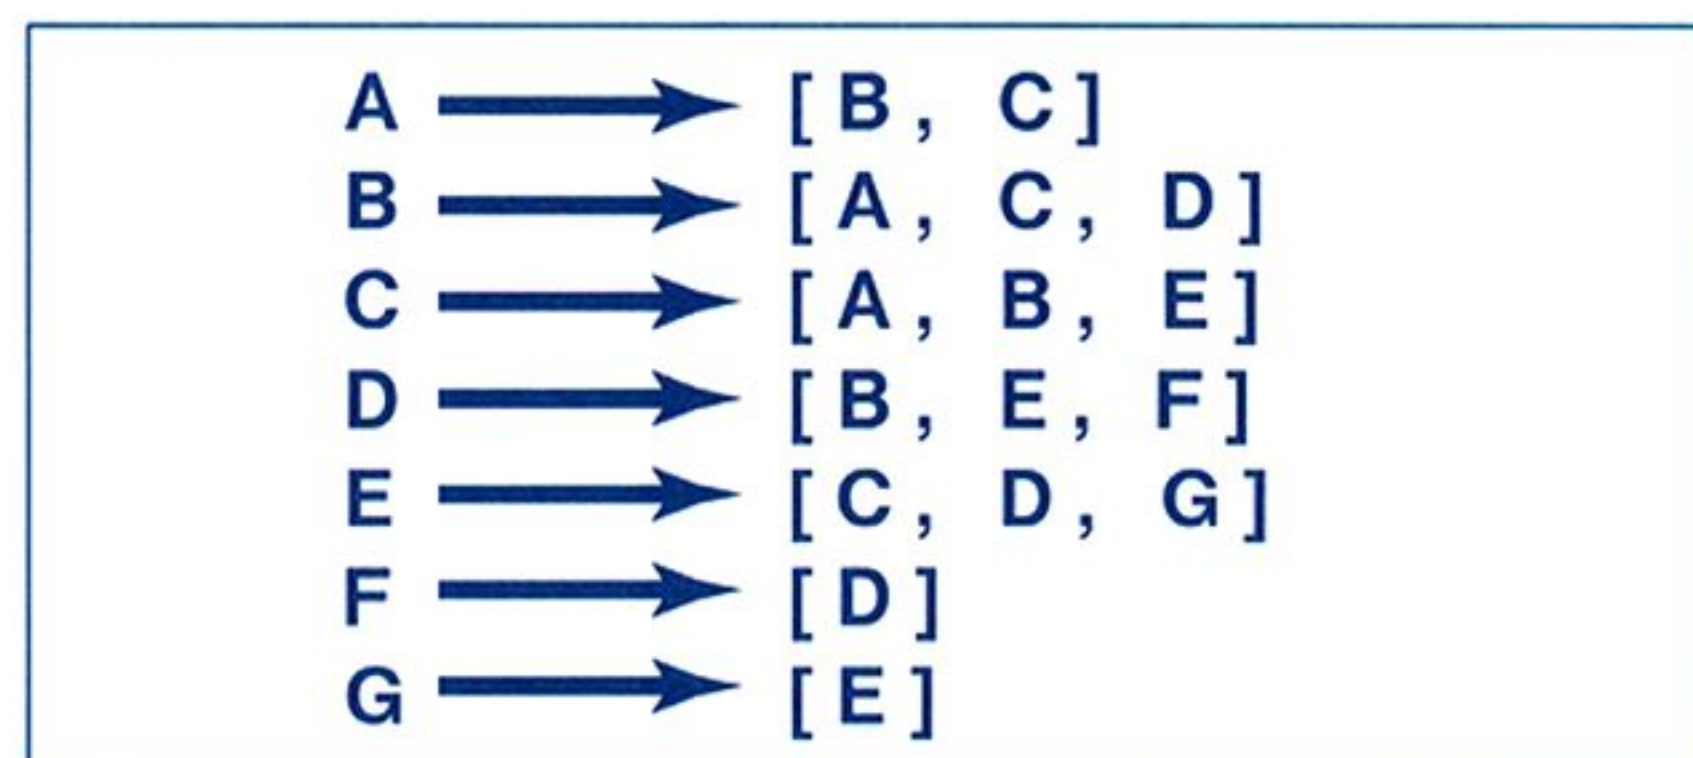 A → [B, C]
B → [A, C, D]
C → [A, B, E]
D → [B, E, F]
E → [C, D, G]
F → [D]
G → [E]